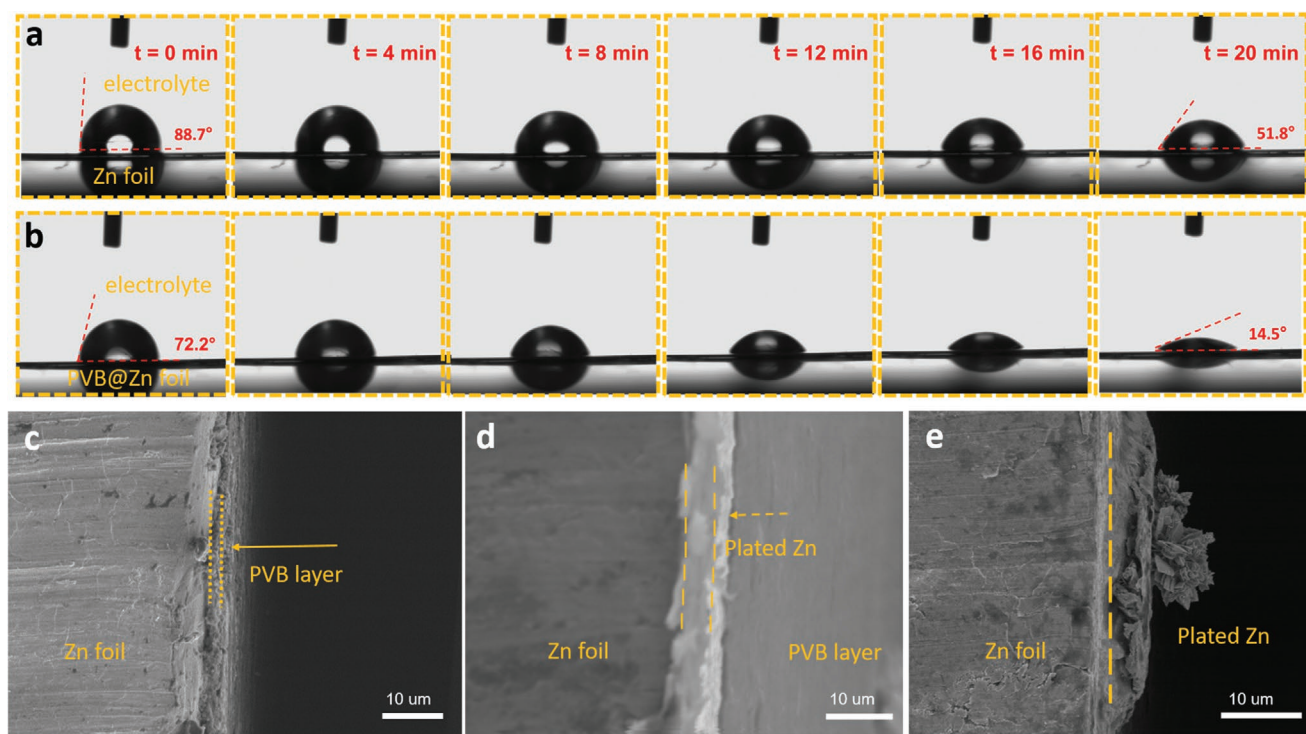 a
t = 0 min
t = 4 min
t = 8 min
t = 12 min
t = 16 min
t = 20 min
electrolyte
88.7°
51.8°
Zn foil
b
electrolyte
72.2°
14.5°
PVB@Zn foil
c
d
e
PVB layer
Plated Zn
Zn foil
Zn foil
PVB layer
Zn foil
Plated Zn
10 um
10 um
10 um